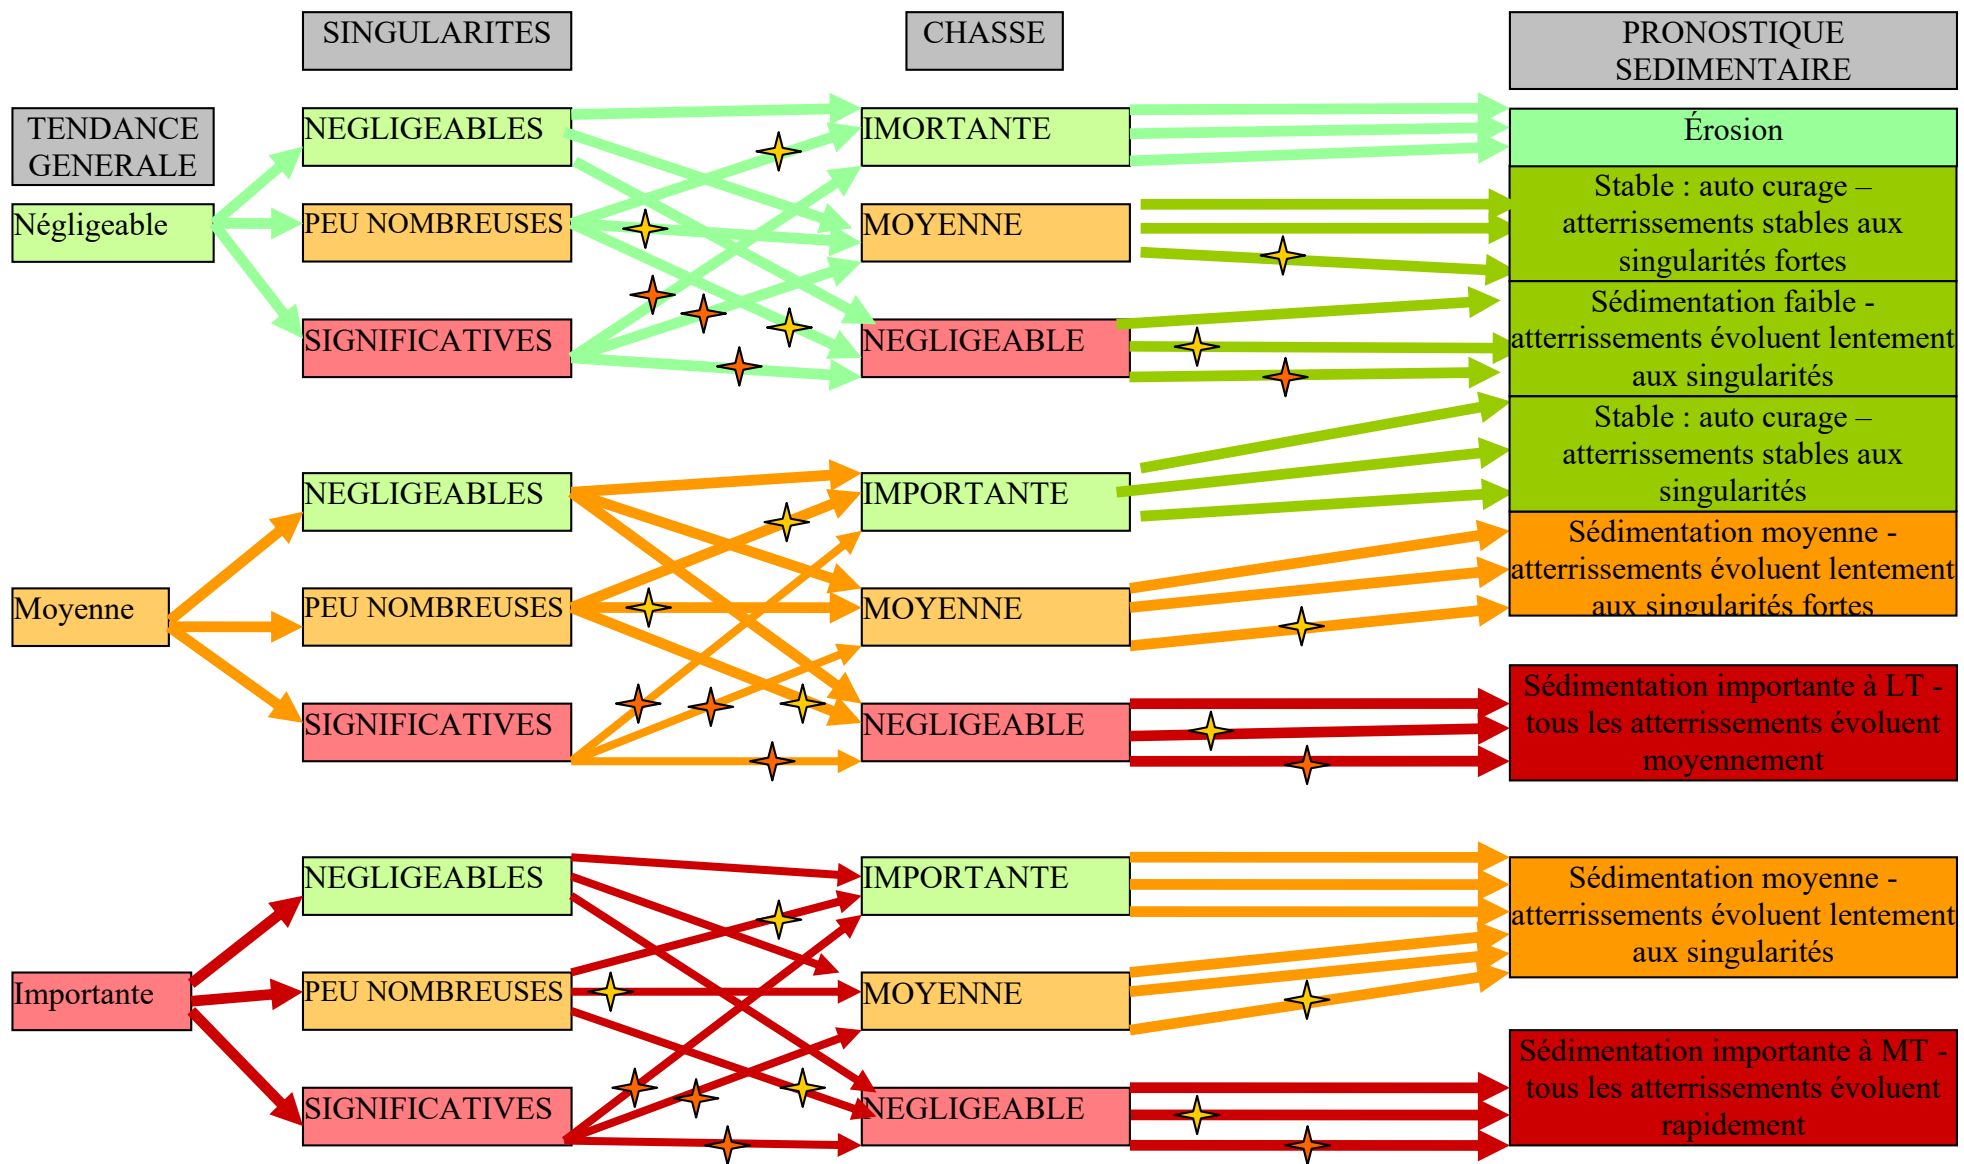 SINGULARITES
CHASSE
PRONOSTIQUE
SEDIMENTAIRE
TENDANCE
GENERALE
Négligeable
NEGLIGEABLES
PEU NOMBREUSES
SIGNIFICATIVES
IMORTANTE
MOYENNE
NEGLIGEABLE
Érosion
Stable : auto curage –
atterrissements stables aux
singularités fortes
Sédimentation faible -
atterrissements évoluent lentement
aux singularités
Moyenne
NEGLIGEABLES
PEU NOMBREUSES
SIGNIFICATIVES
IMPORTANTE
MOYENNE
NEGLIGEABLE
Stable : auto curage –
atterrissements stables aux
singularités
Sédimentation moyenne -
atterrissements évoluent lentement
aux singularités fortes
Sédimentation importante à LT -
tous les atterrissements évoluent
moyennement
Importante
NEGLIGEABLES
PEU NOMBREUSES
SIGNIFICATIVES
IMPORTANTE
MOYENNE
NEGLIGEABLE
Sédimentation moyenne -
atterrissements évoluent lentement
aux singularités
Sédimentation importante à MT -
tous les atterrissements évoluent
rapidement